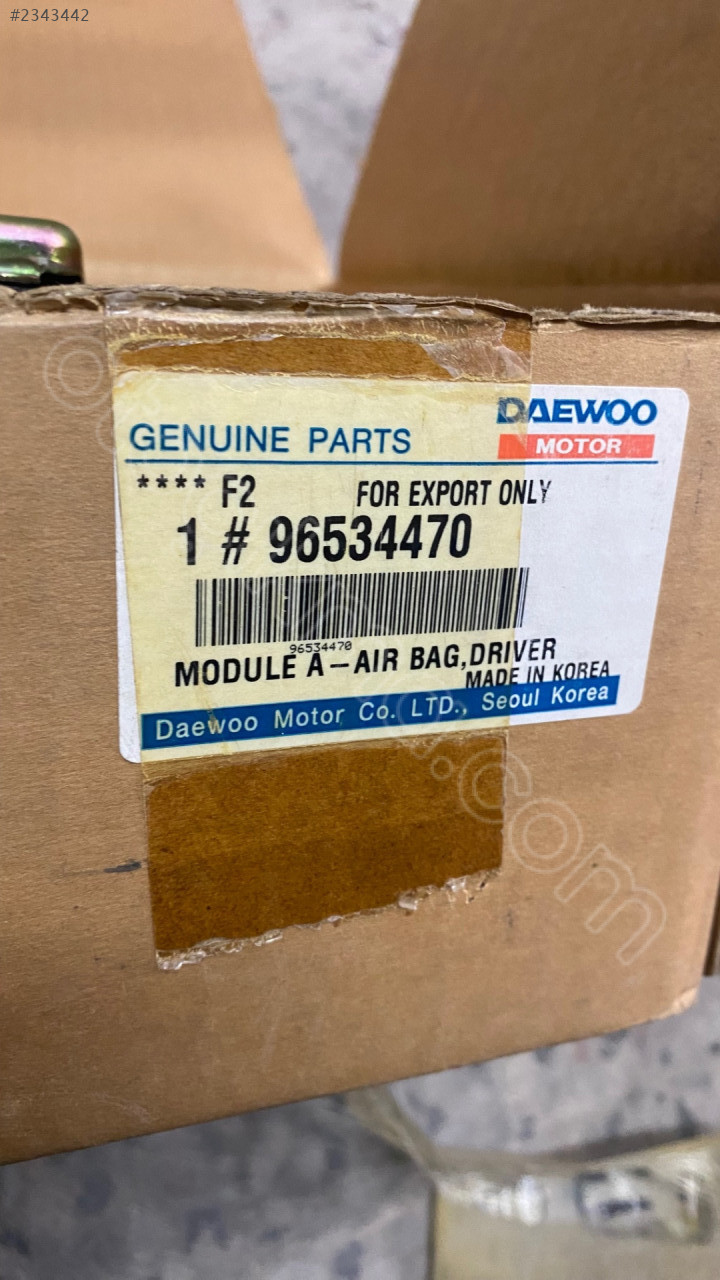 #2343442
GENUINE PARTS
DAEWOO
MOTOR
**** F2 FOR EXPORT ONLY
1 # 96534470
96534470
MODULE A-AIR BAG,DRIVER
MADE IN KOREA
Daewoo Motor Co. LTD., Seoul Korea